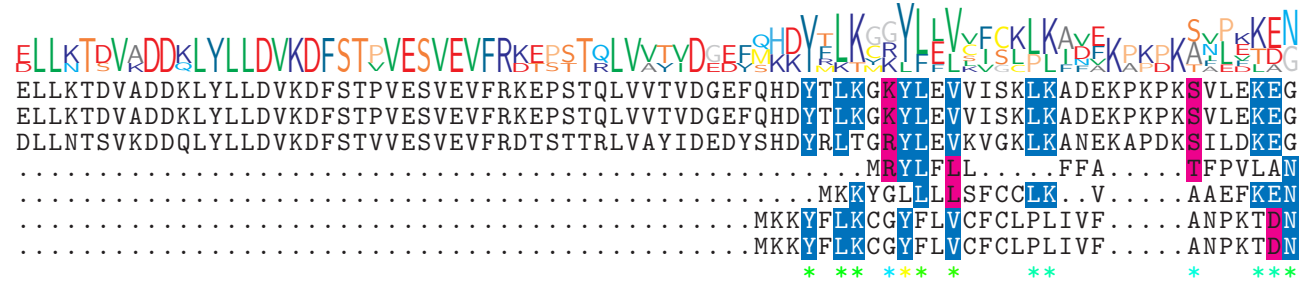 ELLKTDVADDKLYLLDVKDFSTPVESVEVFRKEPSTQLVVTVDGEFQHDYTLKGKYLEVVISKLKADEKPKPKSVLEKEG
ELLKTDVADDKLYLLDVKDFSTPVESVEVFRKEPSTQLVVTVDGEFQHDYTLKGKYLEVVISKLKADEKPKPKSVLEKEG
DLLNTSVKDDQLYLLDVKDFSTVVESVEVFRDTSTTRLVAYIDEDYSHDYRLTGRYLEVKVGKLKANEKAPDKSILDKEG
.....................................................MRYLFLL.....FFA.....TFPVLAN
..................................................MKKYGLLLLSFCCLK..V.....AAEFKEN
..............................................MKKYFLKCGYFLVCFCLPLIVF.....ANPKTDN
..............................................MKKYFLKCGYFLVCFCLPLIVF.....ANPKTDN
* ** *** * ** * ***